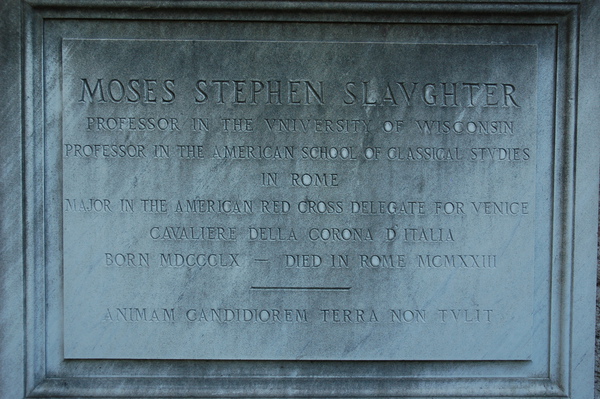 MOSES STEPHEN SLAVGHTER
PROFESSOR IN THE VNIVERSITY OF WISCONSIN
PROFESSOR IN THE AMERICAN SCHOOL OF CLASSICAL STUDIES
IN ROME
MAJOR IN THE AMERICAN RED CROSS DELEGATE FOR VENICE
CAVALIERE DELLA CORONA D'ITALIA
BORN MDCCCLX — DIED IN ROME MCMXXIII
ANIMAM CANDIDIOREM TERRA NON TVLIT